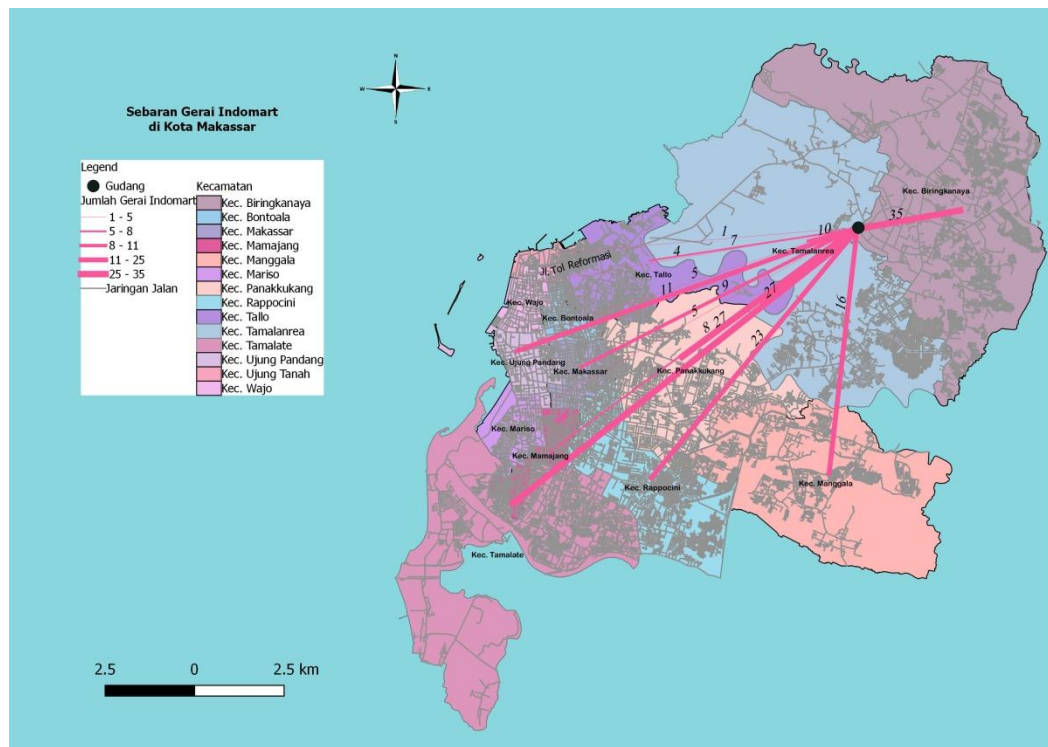 Sebaran Gerai Indomart
di Kota Makassar
N
W
E
S
Legend
Gudang
Jumlah Gerai Indomart
1 - 5
5 - 8
8 - 11
11 - 25
25 - 35
Jaringan Jalan
Kecamatan
Kec. Biringkanaya
Kec. Bontoala
Kec. Makassar
Kec. Mamajang
Kec. Manggala
Kec. Mariso
Kec. Panakkukang
Kec. Rappocini
Kec. Tallo
Kec. Tamalanrea
Kec. Tamalate
Kec. Ujung Pandang
Kec. Ujung Tanah
Kec. Wajo
Kec. Biringkanaya
35
10
1
7
4
Kec. Tamalanrea
Jl. Tol Reformasi
Kec. Tallo
5
11
9
27
16
Kec. Wajo
Kec. Bontoala
5
8
27
23
Kec. Ujung Pandang
Kec. Makassar
Kec. Panakkukang
Kec. Mariso
Kec. Mamajang
Kec. Rappocini
Kec. Manggala
Kec. Tamalate
2.5 0 2.5 km